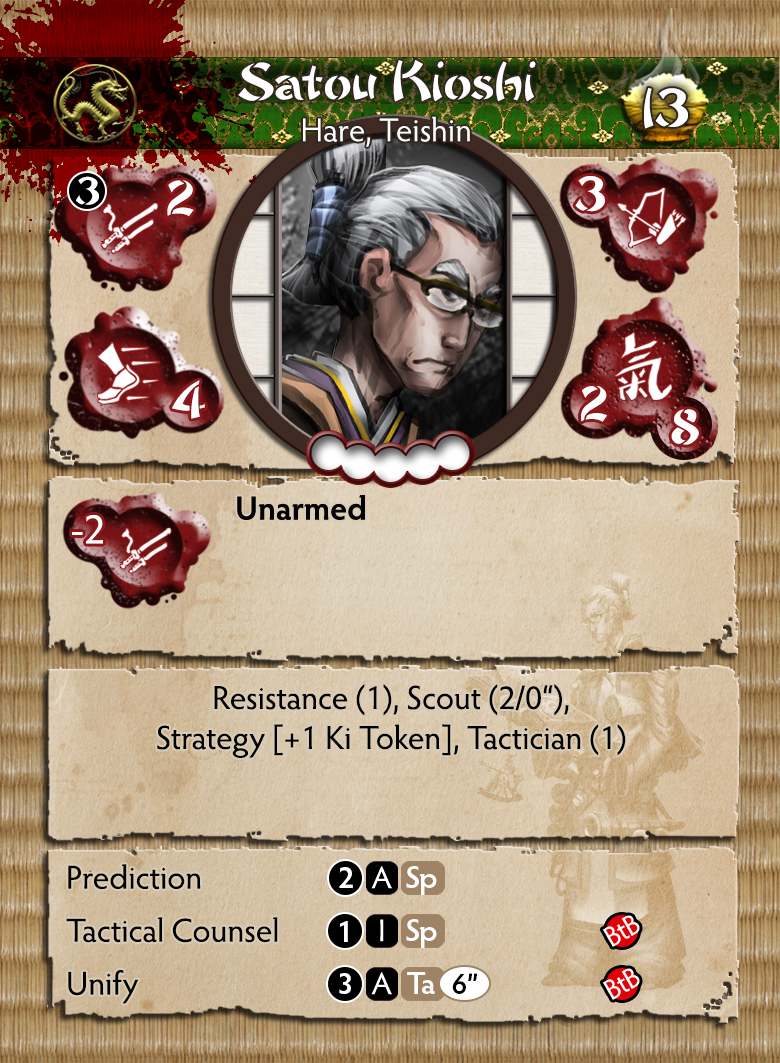 Satou Kioshi
13
Hare, Teishin
3 2
3
4
氣
2 8
-2 Unarmed
Resistance (1), Scout (2/0"),
Strategy [+1 Ki Token], Tactician (1)
Prediction 2 A Sp
Tactical Counsel 1 I Sp BtB
Unify 3 A Ta 6" BtB